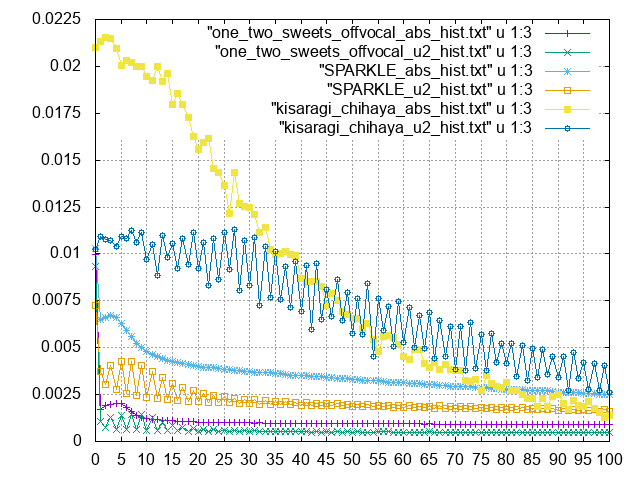 0.0225
0.02
0.0175
0.015
0.0125
0.01
0.0075
0.005
0.0025
0
"one_two_sweets_offvocal_abs_hist.txt" u 1:3
"one_two_sweets_offvocal_u2_hist.txt" u 1:3
"SPARKLE_abs_hist.txt" u 1:3
"SPARKLE_u2_hist.txt" u 1:3
"kisaragi_chihaya_abs_hist.txt" u 1:3
"kisaragi_chihaya_u2_hist.txt" u 1:3
0 5 10 15 20 25 30 35 40 45 50 55 60 65 70 75 80 85 90 95 100